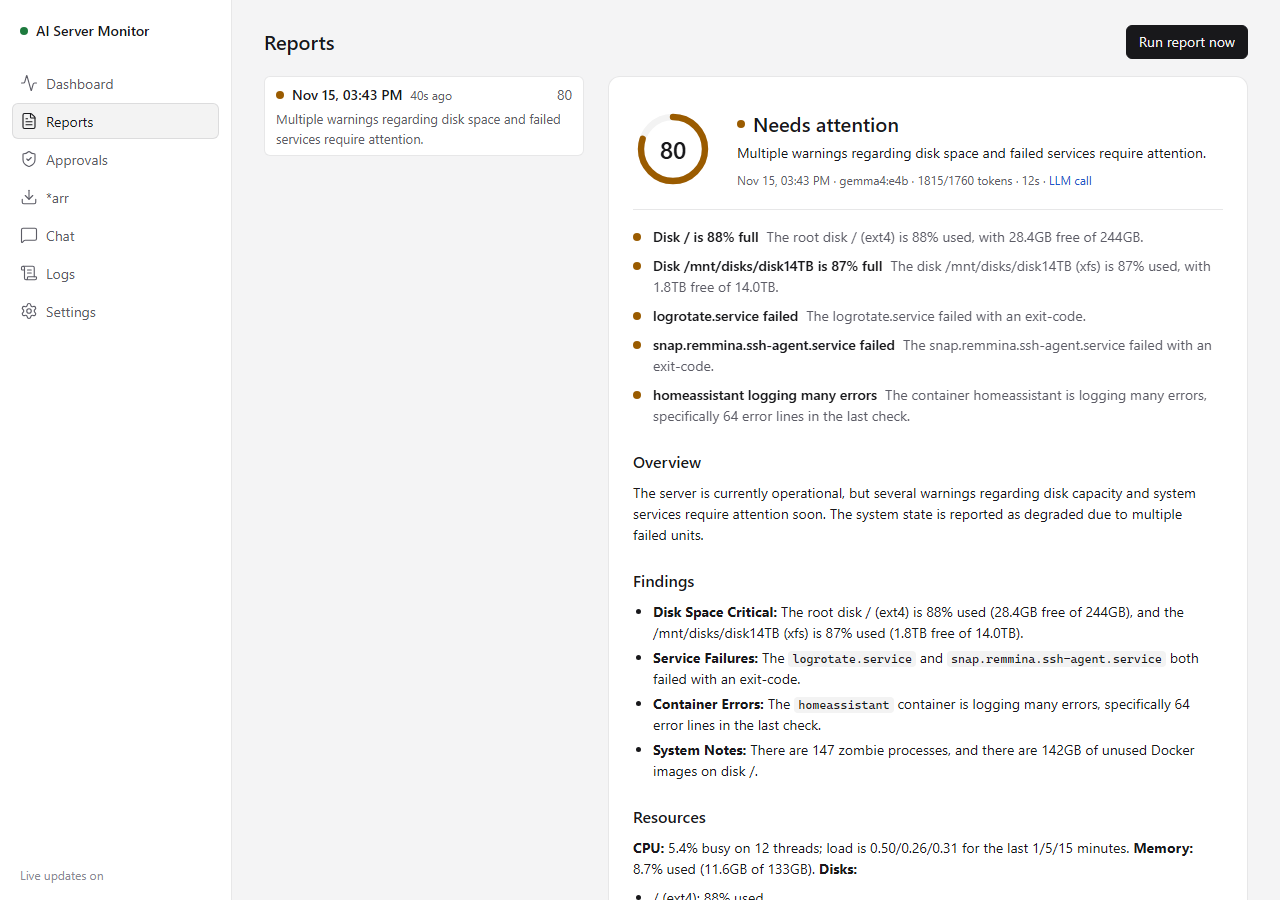 AI Server Monitor
Dashboard
Reports
Approvals
*arr
Chat
Logs
Settings
Live updates on
Reports
Run report now
Nov 15, 03:43 PM 40s ago 80
Multiple warnings regarding disk space and failed
services require attention.
80
Needs attention
Multiple warnings regarding disk space and failed services require attention.
Nov 15, 03:43 PM · gemma4:e4b · 1815/1760 tokens · 12s · LLM call
Disk / is 88% full The root disk / (ext4) is 88% used, with 28.4GB free of 244GB.
Disk /mnt/disks/disk14TB is 87% full The disk /mnt/disks/disk14TB (xfs) is 87% used, with
1.8TB free of 14.0TB.
logrotate.service failed The logrotate.service failed with an exit-code.
snap.remmina.ssh-agent.service failed The snap.remmina.ssh-agent.service failed with an
exit-code.
homeassistant logging many errors The container homeassistant is logging many errors,
specifically 64 error lines in the last check.
Overview
The server is currently operational, but several warnings regarding disk capacity and system
services require attention soon. The system state is reported as degraded due to multiple
failed units.
Findings
• Disk Space Critical: The root disk / (ext4) is 88% used (28.4GB free of 244GB), and the
/mnt/disks/disk14TB (xfs) is 87% used (1.8TB free of 14.0TB).
• Service Failures: The logrotate.service and snap.remmina.ssh-agent.service both
failed with an exit-code.
• Container Errors: The homeassistant container is logging many errors, specifically 64
error lines in the last check.
• System Notes: There are 147 zombie processes, and there are 142GB of unused Docker
images on disk /.
Resources
CPU: 5.4% busy on 12 threads; load is 0.50/0.26/0.31 for the last 1/5/15 minutes. Memory:
8.7% used (11.6GB of 133GB). Disks:
• / (ext4): 88% used